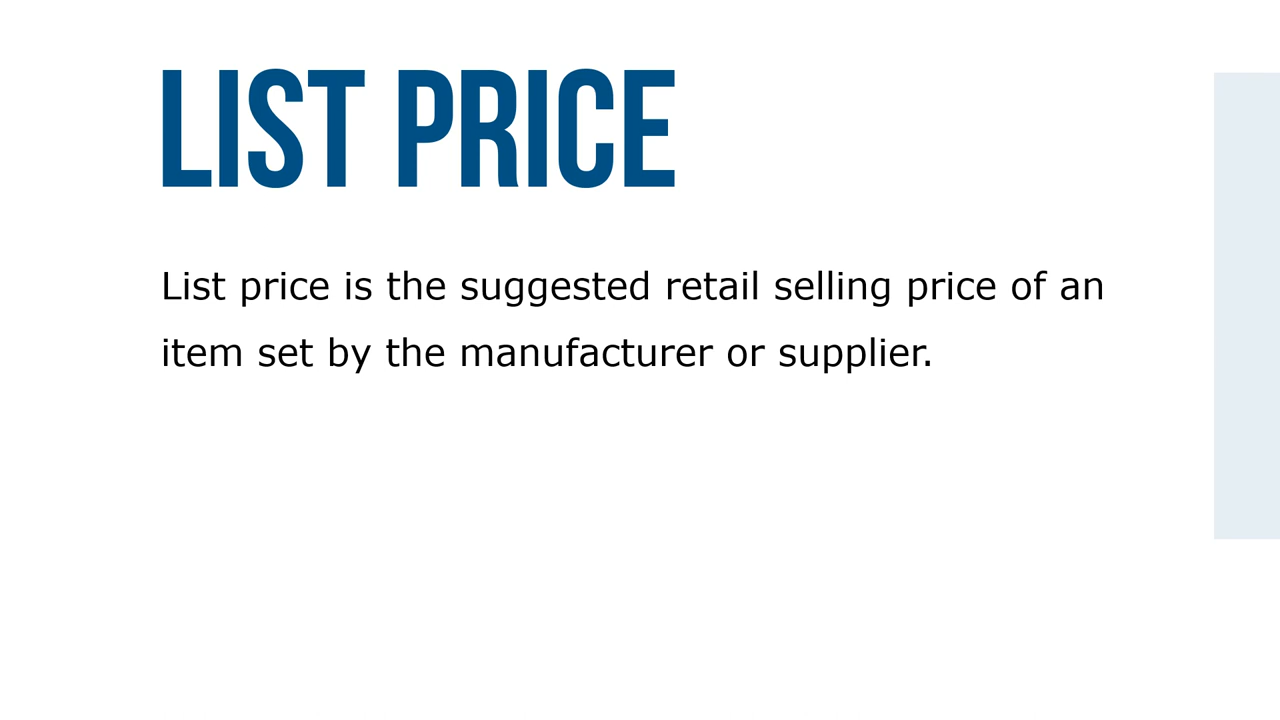 LIST PRICE
List price is the suggested retail selling price of an
item set by the manufacturer or supplier.